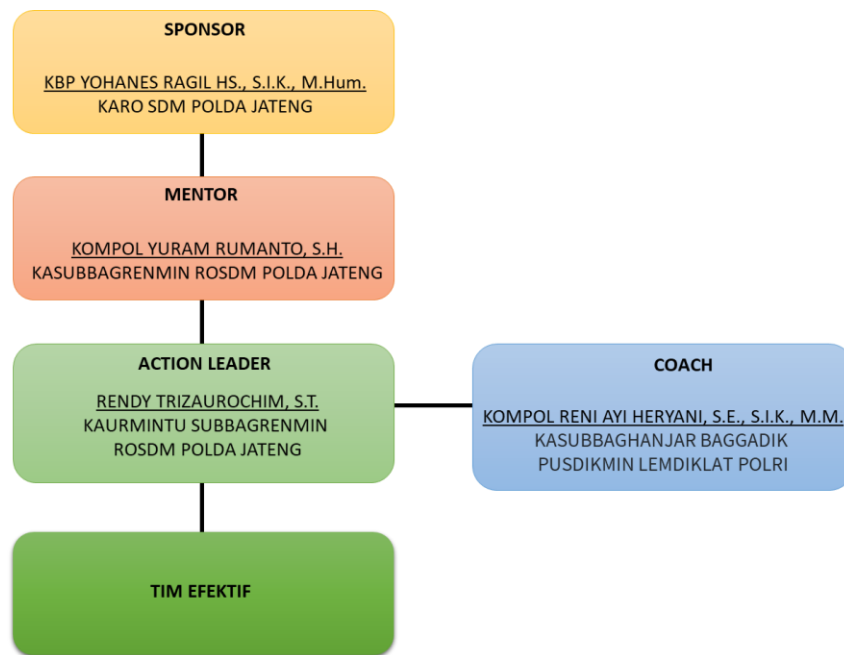 SPONSOR
KBP YOHANES RAGIL HS., S.I.K., M.Hum.
KARO SDM POLDA JATENG
MENTOR
KOMPOL YURAM RUMANTO, S.H.
KASUBBAGRENMIN ROSDM POLDA JATENG
ACTION LEADER
RENDY TRIZAUROCHIM, S.T.
KAURMINTU SUBBAGRENMIN
ROSDM POLDA JATENG
COACH
KOMPOL RENI AYI HERYANI, S.E., S.I.K., M.M.
KASUBBAGHANJAR BAGGADIK
PUSDIKMIN LEMDIKLAT POLRI
TIM EFEKTIF